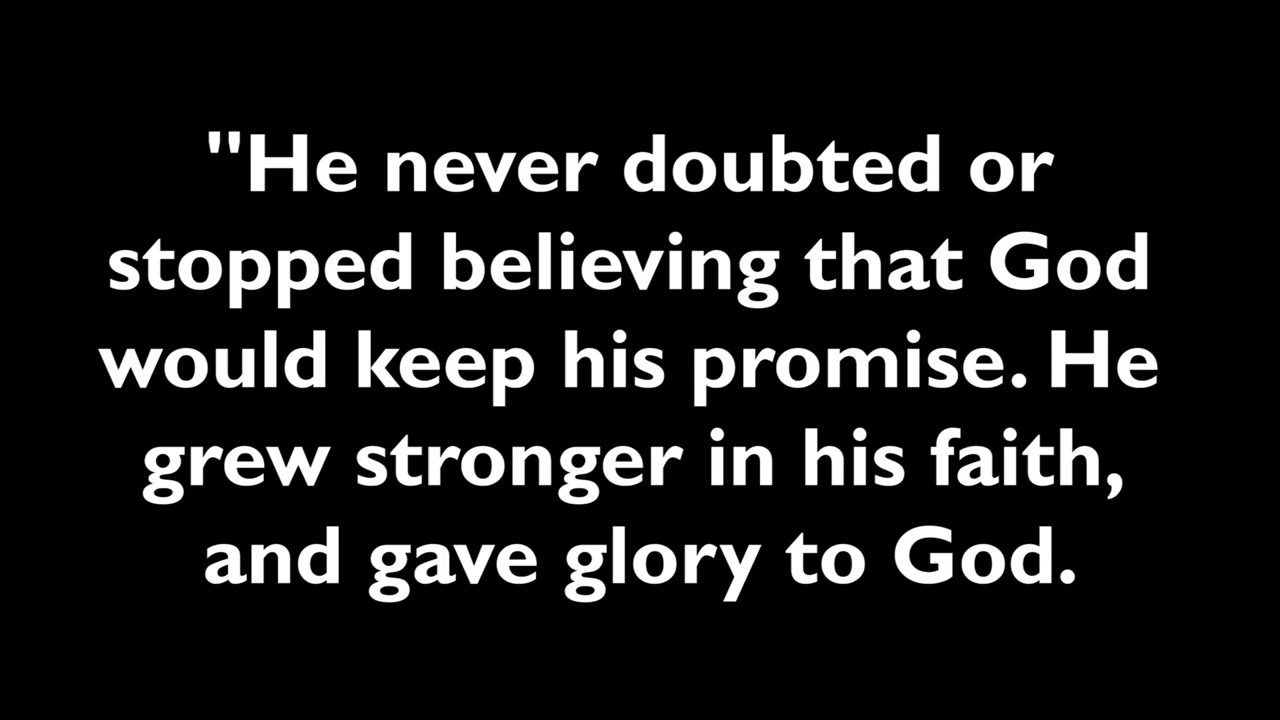 "He never doubted or
stopped believing that God
would keep his promise. He
grew stronger in his faith,
and gave glory to God.